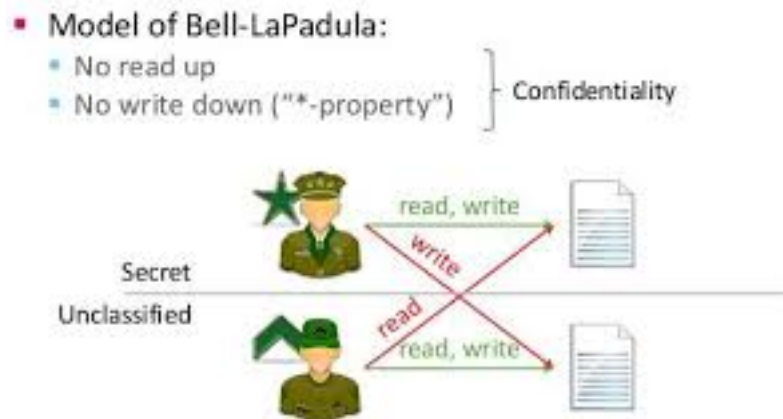 Model of Bell-LaPadula:
No read up
No write down ("*-property")
Confidentiality
read, write
write
Secret
Unclassified
read
read, write